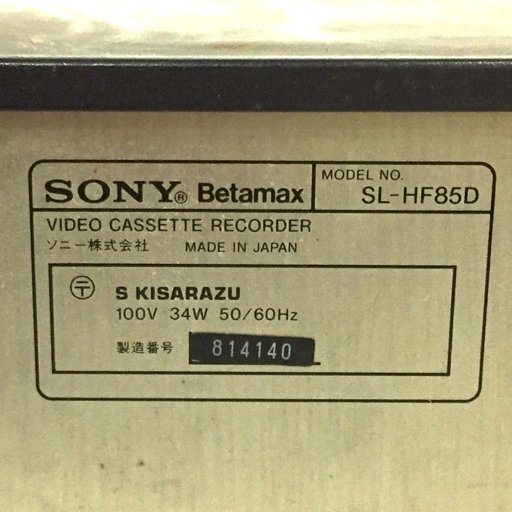 SONY® Betamax
MODEL NO.
SL-HF85D
VIDEO CASSETTE RECORDER
ソニー株式会社 MADE IN JAPAN
〒 S KISARAZU
100V 34W 50/60Hz
製造番号 814140